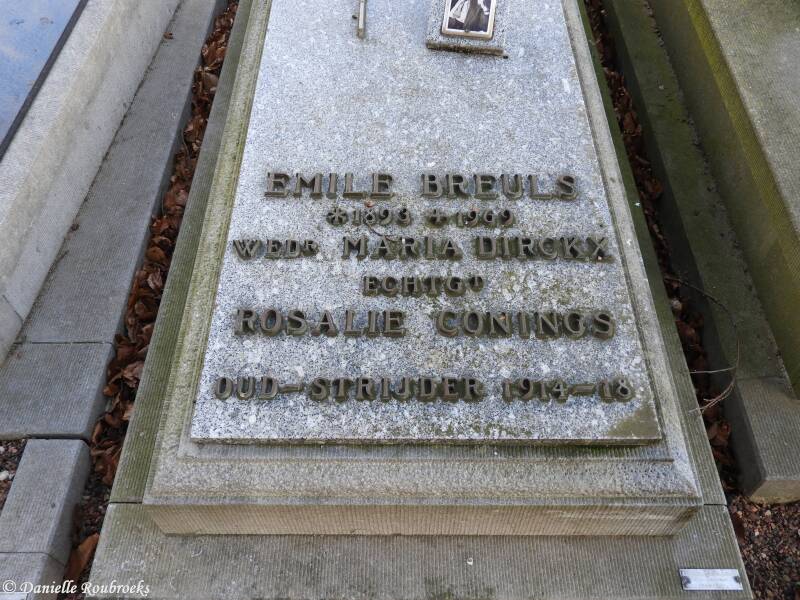 EMILE BREULS
*1893 +1969
WEDR MARIA DIRCKX
ECHTGT
ROSALIE CONINGS
OUD-STRIJDER 1914-18
© Danielle Roubroeks